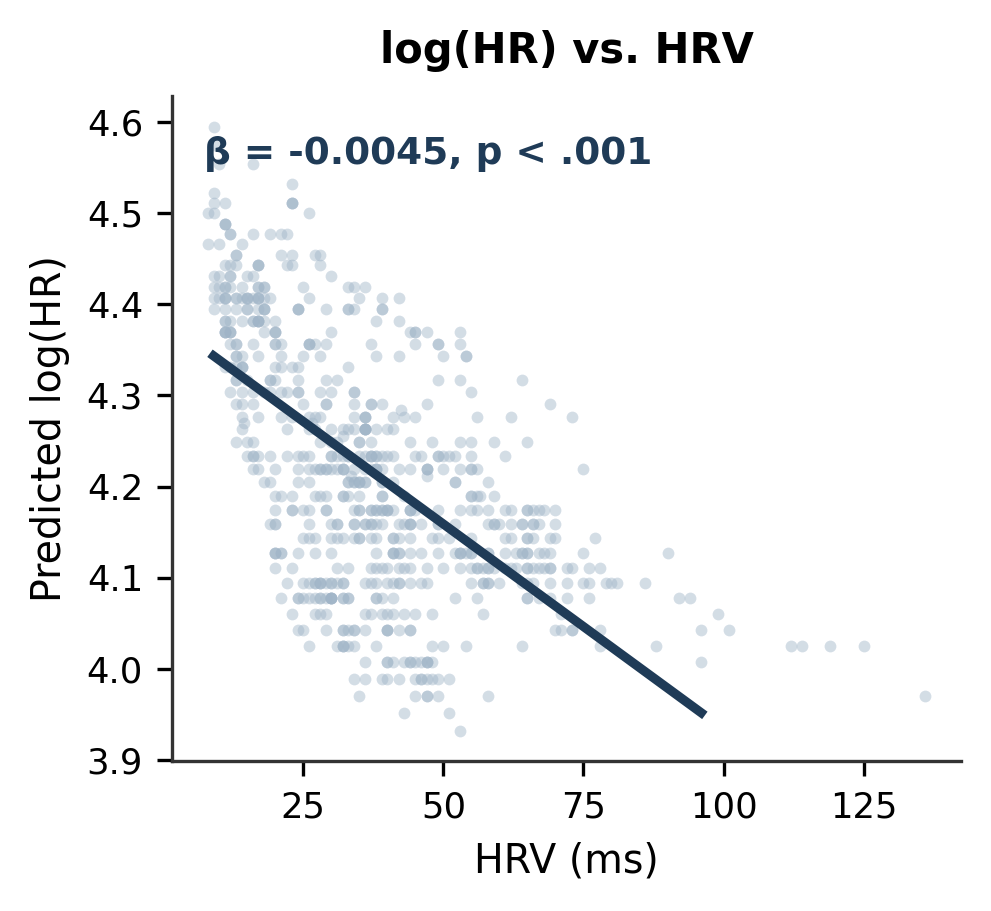 log(HR) vs. HRV
β = -0.0045, p < .001
Predicted log(HR)
4.6
4.5
4.4
4.3
4.2
4.1
4.0
3.9
25 50 75 100 125
HRV (ms)